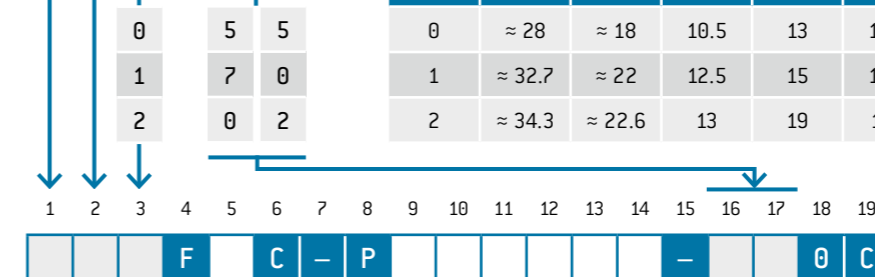 0 5 5 0 ≈ 28 ≈ 18 10.5 13
1 7 0 1 ≈ 32.7 ≈ 22 12.5 15
2 0 2 2 ≈ 34.3 ≈ 22.6 13 19
1 2 3 4 5 6 7 8 9 10 11 12 13 14 15 16 17 18 19
F C – P – 0 C